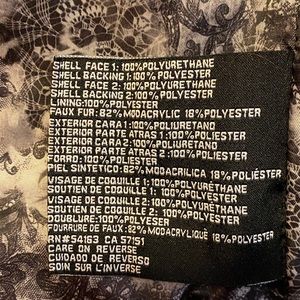 SHELL FACE 1: 100%POLYURETHANE
SHELL BACKING 1: 100%POLYESTER
SHELL FACE 2: 100%POLYURETHANE
SHELL BACKING 2: 100%POLYESTER
LINING:100%POLYESTER
FAUX FUR: 82% MODACRYLIC 18%POLYESTER
EXTERIOR CARA 1: 100%POLIURETANO
EXTERIOR PARTE ATRAS 1: 100%POLIESTER
EXTERIOR CARA 2: 100%POLIURETANO
EXTERIOR PARTE ATRAS 2: 100%POLIESTER
FORRO: 100%POLIESTER
PIEL SINTETICO: 82%MODACRILICA 18%POLIÉSTER
VISAGE DE COQUILLE 1: 100%POLYURÉTHANE
SOUTIEN DE COQUILLE 1: 100%POLYESTER
VISAGE DE COQUILLE 2: 100%POLYURÉTHANE
SOUTIEN DE COQUILLE 2: 100%POLYESTER
DOUBLURE: 100%POLYESTER
FOURRURE DE FAUX: 82% MODACRYLIQUE 18%POLYESTER
RN#54163 CA 57151
CARE ON REVERSE
CUIDADO DE REVERSO
SOIN SUR L'INVERSE